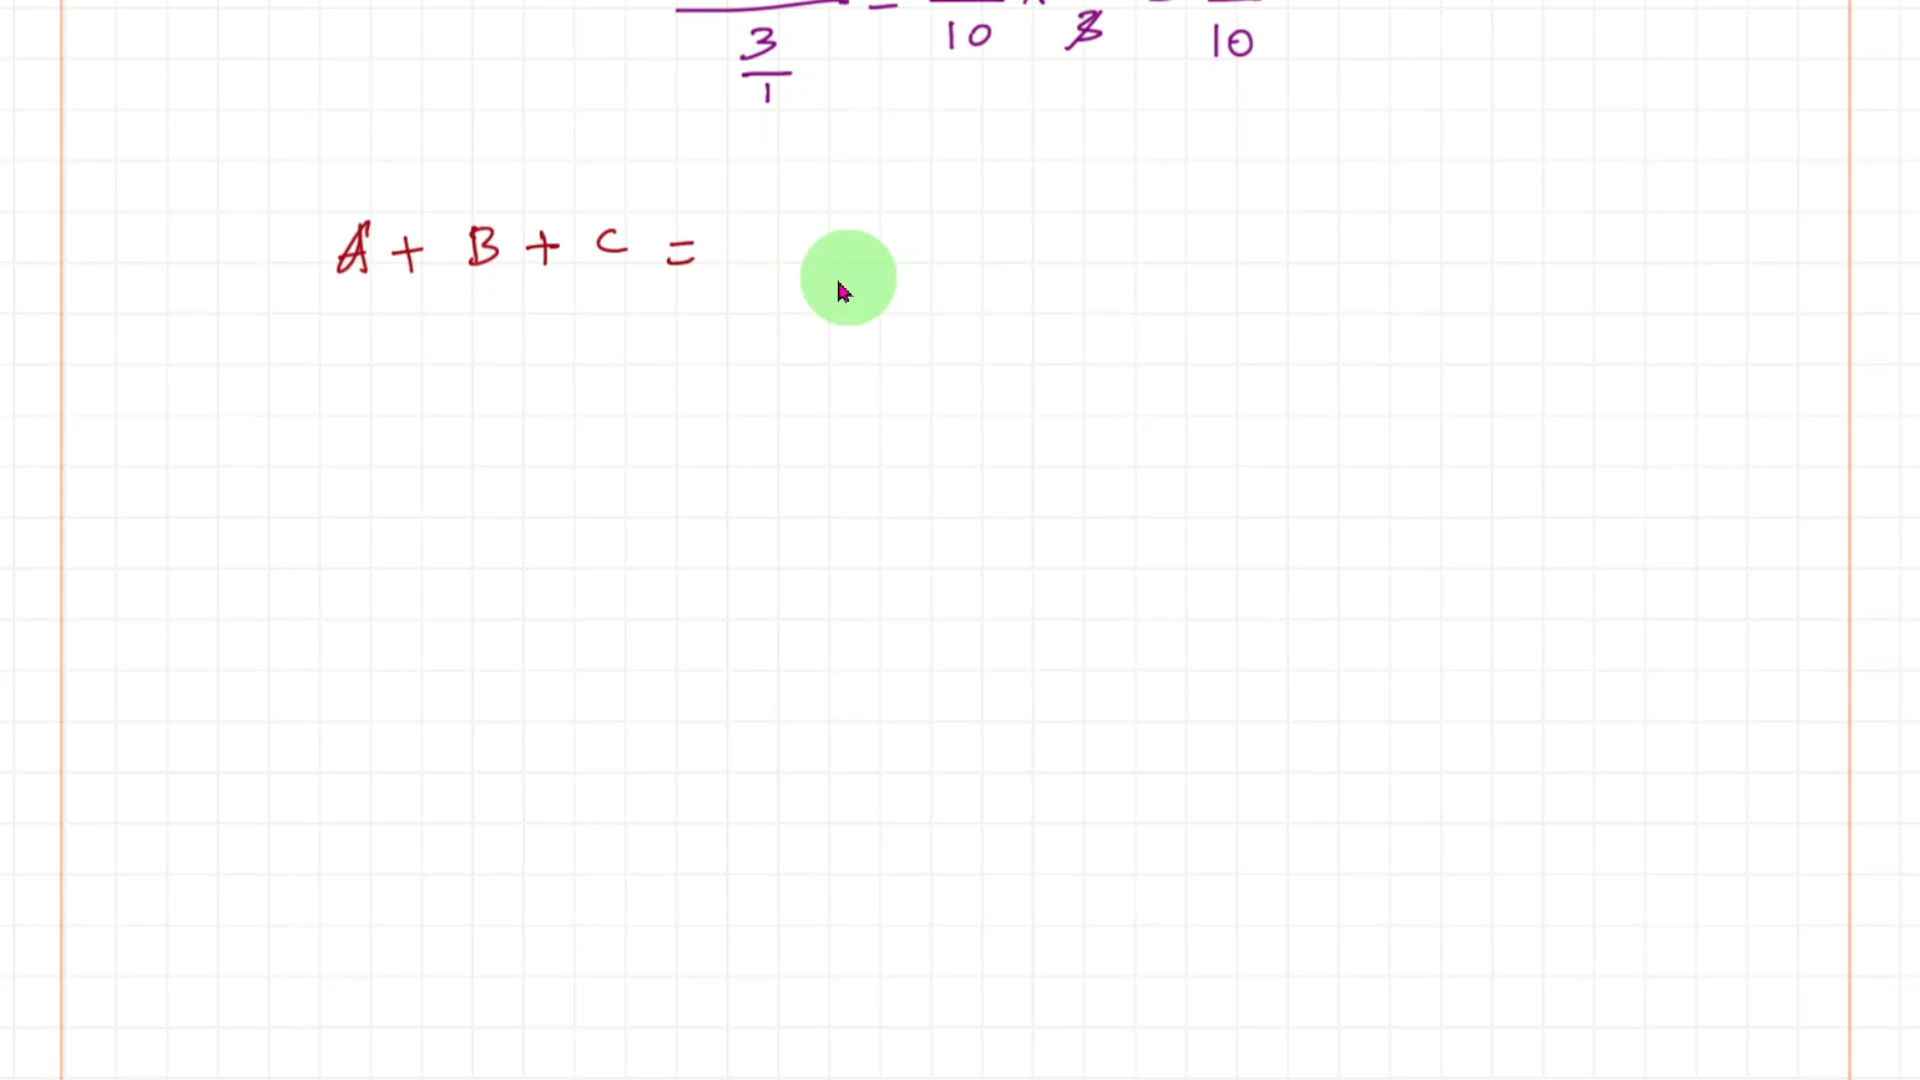 3/1 = /10 × 3 = /10
A + B + C =